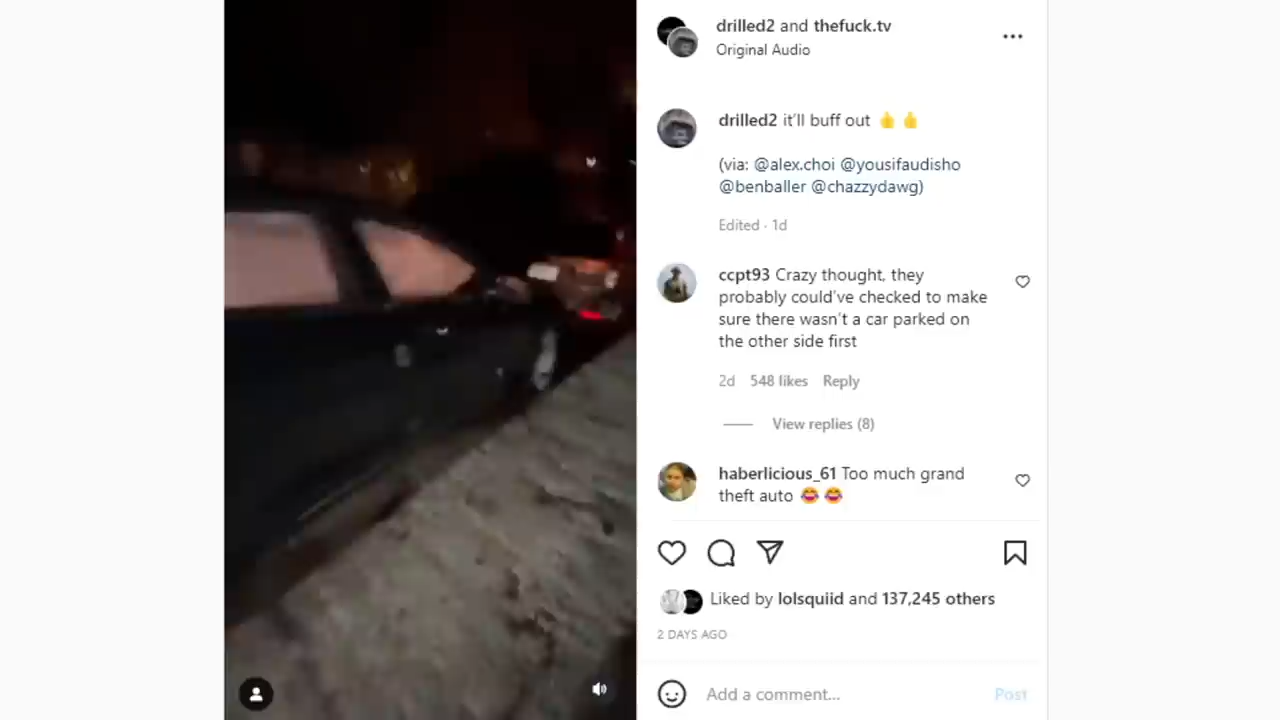 drilled2 and thefuck.tv
Original Audio
drilled2 it'll buff out 👍 👍
(via: @alex.choi @yousifaudisho
@benballer @chazzydawg)
Edited · 1d
ccpt93 Crazy thought, they
probably could've checked to make
sure there wasn't a car parked on
the other side first
2d 548 likes Reply
View replies (8)
haberlicious_61 Too much grand
theft auto 😂 😂
Liked by lolsquiid and 137,245 others
2 DAYS AGO
Add a comment... Post